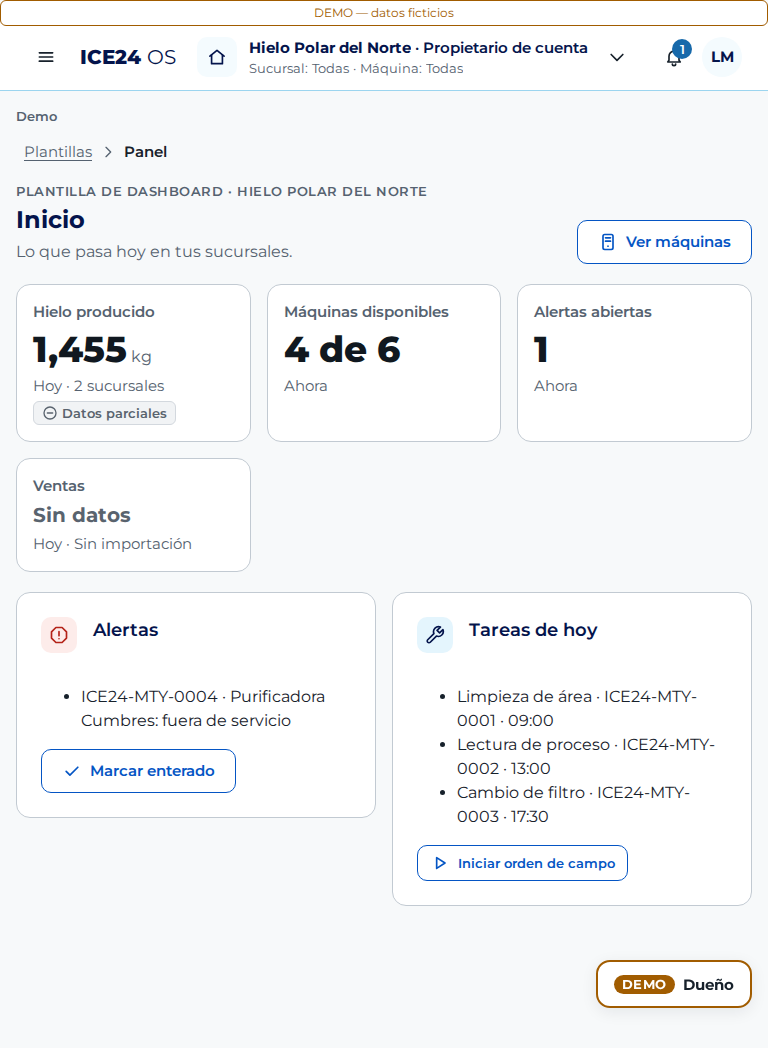 DEMO — datos ficticios
ICE24 OS
Hielo Polar del Norte · Propietario de cuenta
Sucursal: Todas · Máquina: Todas
1
LM
Demo
Plantillas > Panel
PLANTILLA DE DASHBOARD · HIELO POLAR DEL NORTE
Inicio
Lo que pasa hoy en tus sucursales.
Ver máquinas
Hielo producido
1,455 kg
Hoy · 2 sucursales
Datos parciales
Máquinas disponibles
4 de 6
Ahora
Alertas abiertas
1
Ahora
Ventas
Sin datos
Hoy · Sin importación
Alertas
ICE24-MTY-0004 · Purificadora
Cumbres: fuera de servicio
Marcar enterado
Tareas de hoy
Limpieza de área · ICE24-MTY-
0001 · 09:00
Lectura de proceso · ICE24-MTY-
0002 · 13:00
Cambio de filtro · ICE24-MTY-
0003 · 17:30
Iniciar orden de campo
DEMO Dueño